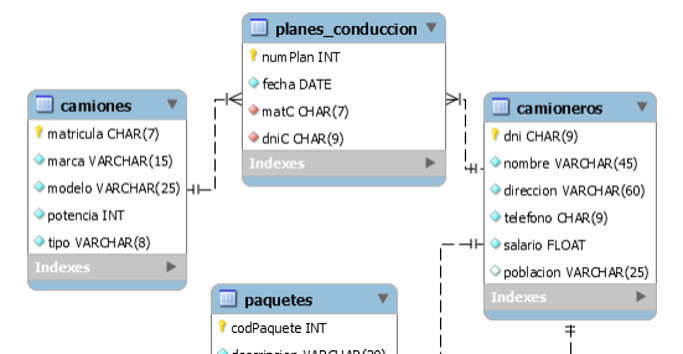 planes_conduccion
numPlan INT
fecha DATE
matC CHAR(7)
dniC CHAR(9)
Indexes
camiones
matricula CHAR(7)
marca VARCHAR(15)
modelo VARCHAR(25)
potencia INT
tipo VARCHAR(8)
Indexes
camioneros
dni CHAR(9)
nombre VARCHAR(45)
direccion VARCHAR(60)
telefono CHAR(9)
salario FLOAT
poblacion VARCHAR(25)
Indexes
paquetes
codPaquete INT